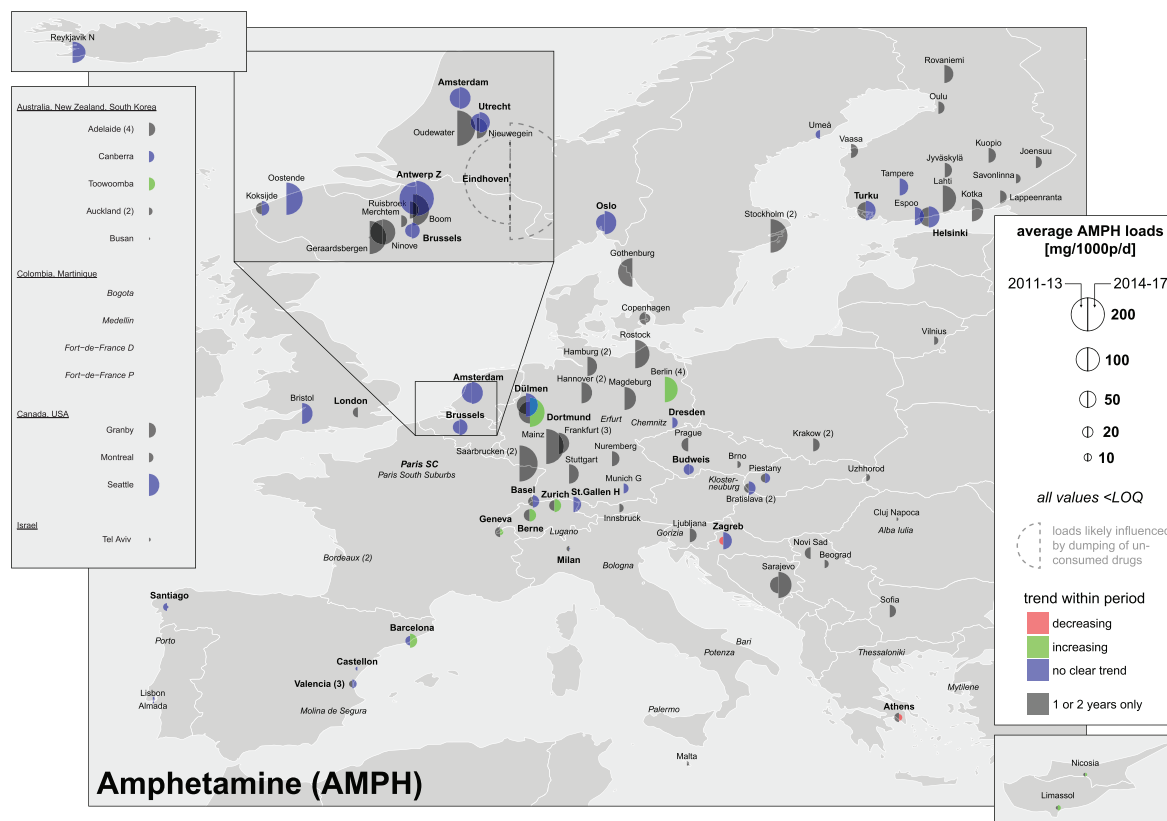 Reykjavik N
Australia, New Zealand, South Korea
Adelaide (4)
Canberra
Toowoomba
Auckland (2)
Busan
Colombia, Martinique
Bogota
Medellin
Fort−de−France D
Fort−de−France P
Canada, USA
Granby
Montreal
Seattle
Israel
Tel Aviv
Amsterdam
Utrecht
Oudewater
Nieuwegein
Eindhoven
Antwerp Z
Oostende
Koksijde
Ruisbroek
Merchtem
Boom
Brussels
Ninove
Geraardsbergen
Rovaniemi
Oulu
Umeå
Vaasa
Kuopio
Joensuu
Jyväskylä
Savonlinna
Tampere
Lahti
Kotka
Lappeenranta
Turku
Espoo
Helsinki
Oslo
Stockholm (2)
Gothenburg
Copenhagen
Vilnius
Rostock
Hamburg (2)
Hannover (2)
Magdeburg
Berlin (4)
Amsterdam
Brussels
Bristol
London
Dülmen
Dortmund
Erfurt
Chemnitz
Dresden
Mainz
Frankfurt (3)
Saarbrucken (2)
Nuremberg
Stuttgart
Prague
Krakow (2)
Brno
Budweis
Piestany
Uzhhorod
Kloster-
neuburg
Bratislava (2)
Paris SC
Paris South Suburbs
Munich G
Basel
Zurich
St.Gallen H
Innsbruck
Geneva
Berne
Lugano
Milan
Cluj Napoca
Alba Iulia
Ljubljana
Gorizia
Zagreb
Novi Sad
Beograd
Sarajevo
Bologna
Bordeaux (2)
Sofia
Santiago
Porto
Barcelona
Castellon
Valencia (3)
Lisbon
Almada
Molina de Segura
Bari
Potenza
Palermo
Malta
Thessaloniki
Mytilene
Athens
Amphetamine (AMPH)
average AMPH loads
[mg/1000p/d]
2011-13
2014-17
200
100
50
20
10
all values <LOQ
loads likely influenced
by dumping of un-
consumed drugs
trend within period
decreasing
increasing
no clear trend
1 or 2 years only
Nicosia
Limassol